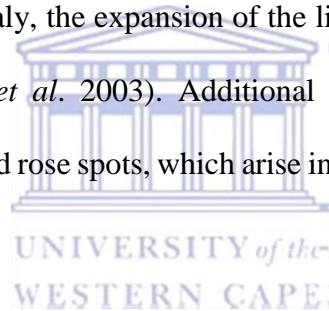 aly, the expansion of the li
et al. 2003). Additional
d rose spots, which arise in
UNIVERSITY of the
WESTERN CAPE